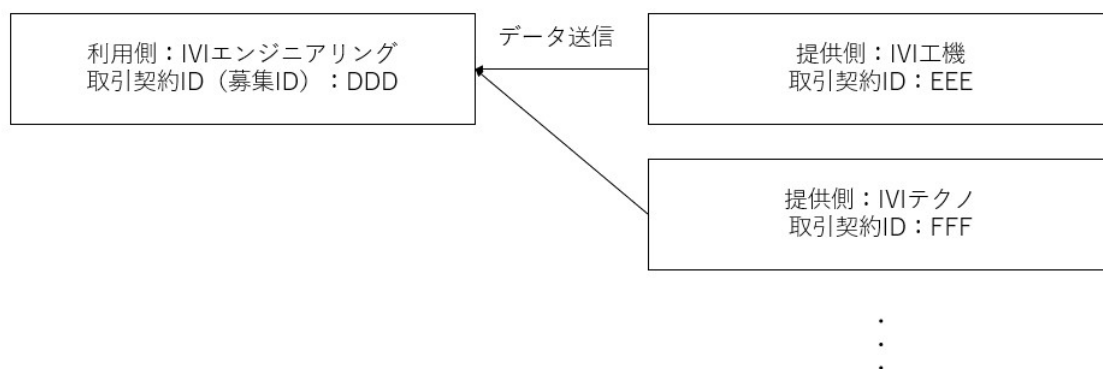 利用側：IVIエンジニアリング
取引契約ID（募集ID）：DDD
データ送信
提供側：IVI工機
取引契約ID：EEE
提供側：IVIテクノ
取引契約ID：FFF
・
・
・